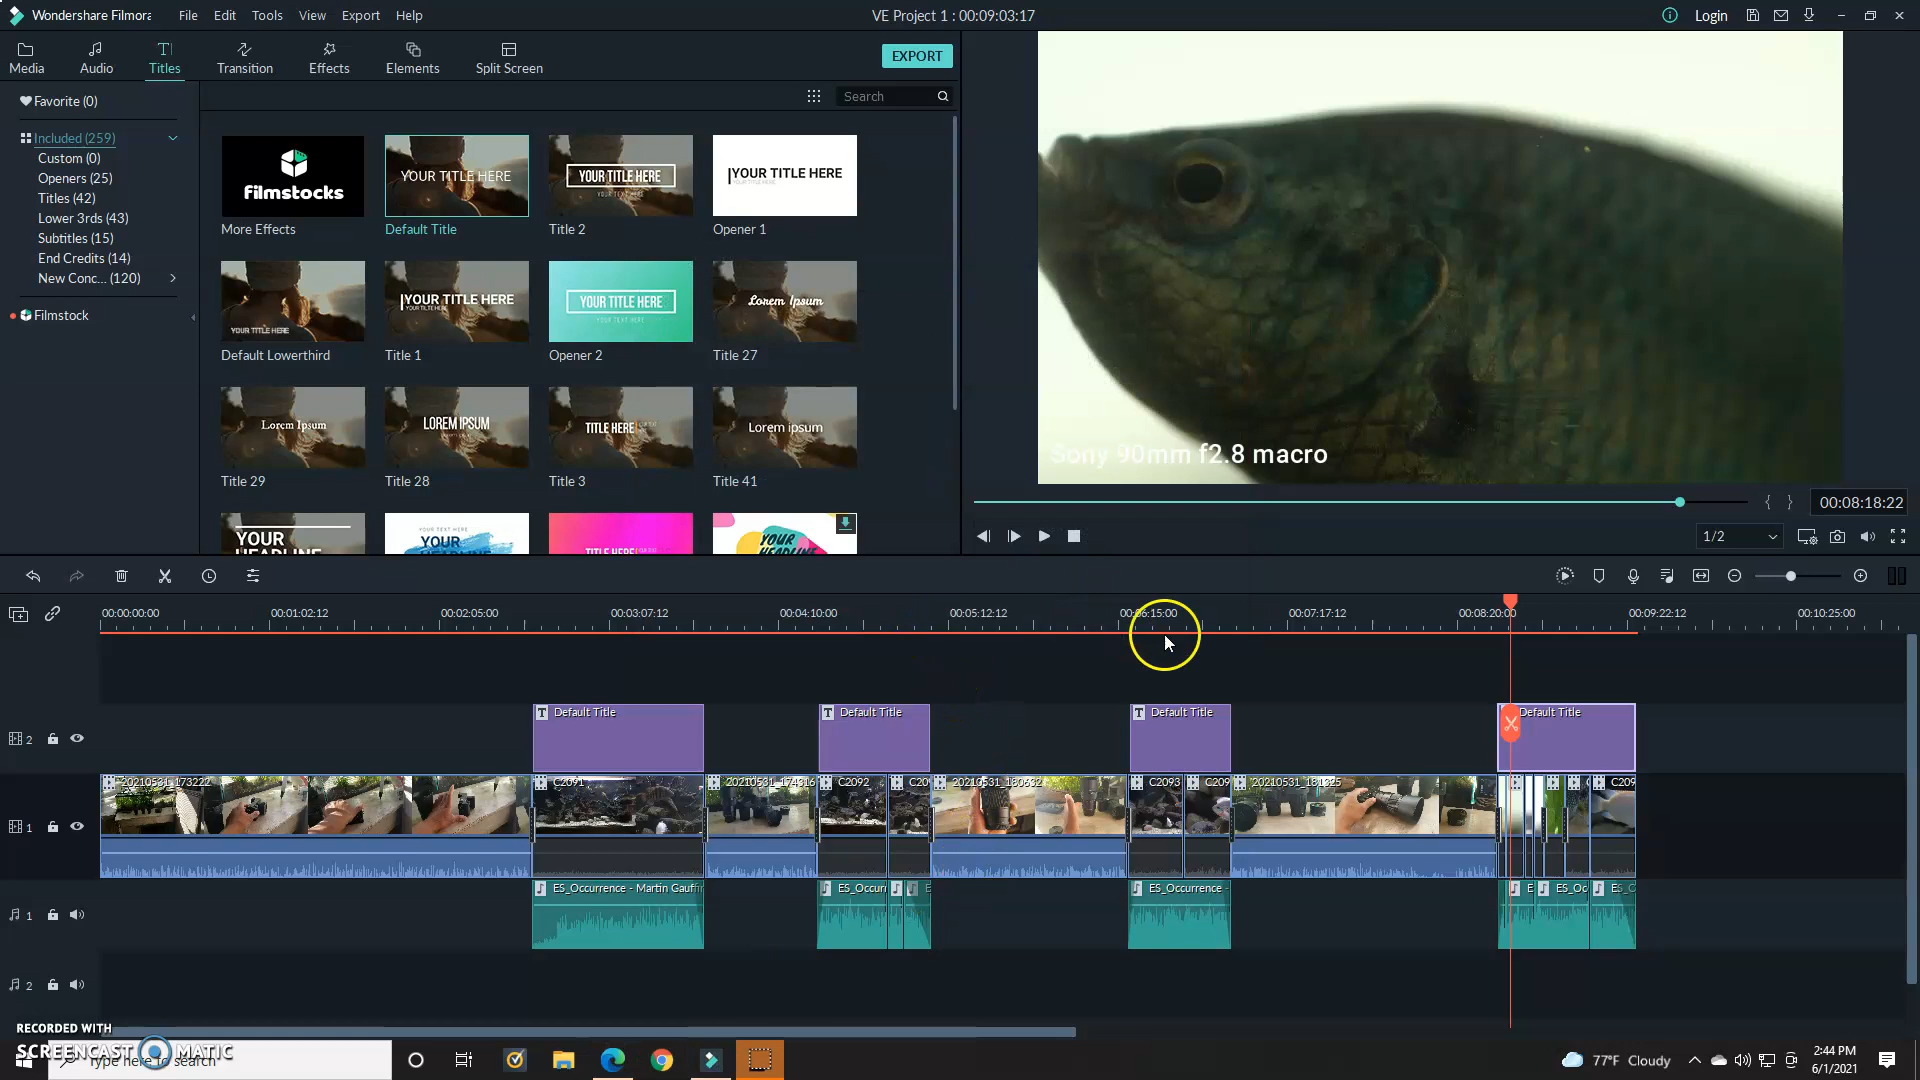 Wondershare Filmora
File Edit Tools View Export Help
VE Project 1 : 00:09:03:17
Login
Media Audio Titles Transition Effects Elements Split Screen
EXPORT
Favorite (0)
Search
Included (259)
Custom (0)
Openers (25)
Titles (42)
Lower 3rds (43)
Subtitles (15)
End Credits (14)
New Conc... (120)
Filmstock
filmstocks
YOUR TITLE HERE
YOUR TITLE HERE
YOUR TITLE HERE
More Effects
Default Title
Title 2
Opener 1
YOUR TITLE HERE
YOUR TITLE HERE
YOUR TITLE HERE
Lorem Ipsum
Default Lowerthird
Title 1
Opener 2
Title 27
Lorem Ipsum
LOREM IPSUM
TITLE HERE
Lorem ipsum
Title 29
Title 28
Title 3
Title 41
YOUR
HEADLINE
YOUR TEXT HERE
YOUR
HEADLINE
TITLE HERE
YOUR
HEADLINE
Sony 90mm f2.8 macro
00:08:18:22
1/2
00:00:00:00 00:01:02:12 00:02:05:00 00:03:07:12 00:04:10:00 00:05:12:12 00:06:15:00 00:07:17:12 00:08:20:00 00:09:22:12 00:10:25:00
Default Title Default Title Default Title Default Title
2
20210531_173222 C2091 20210531_174316 C2092 C20 20210531_180632 C2093 C209 20210531_181325 C209
1
ES_Occurrence - Martin Gauffin ES_Occurr E ES_Occurrence - E ES_Oc ES_C
1
2
RECORDED WITH
SCREENCAST MATIC
Type here to search
77°F Cloudy
2:44 PM
6/1/2021